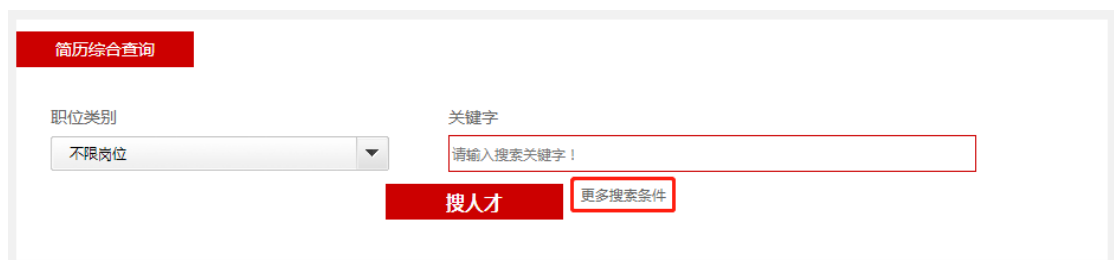 简历综合查询
职位类别
关键字
不限岗位
请输入搜索关键字！
搜人才
更多搜索条件